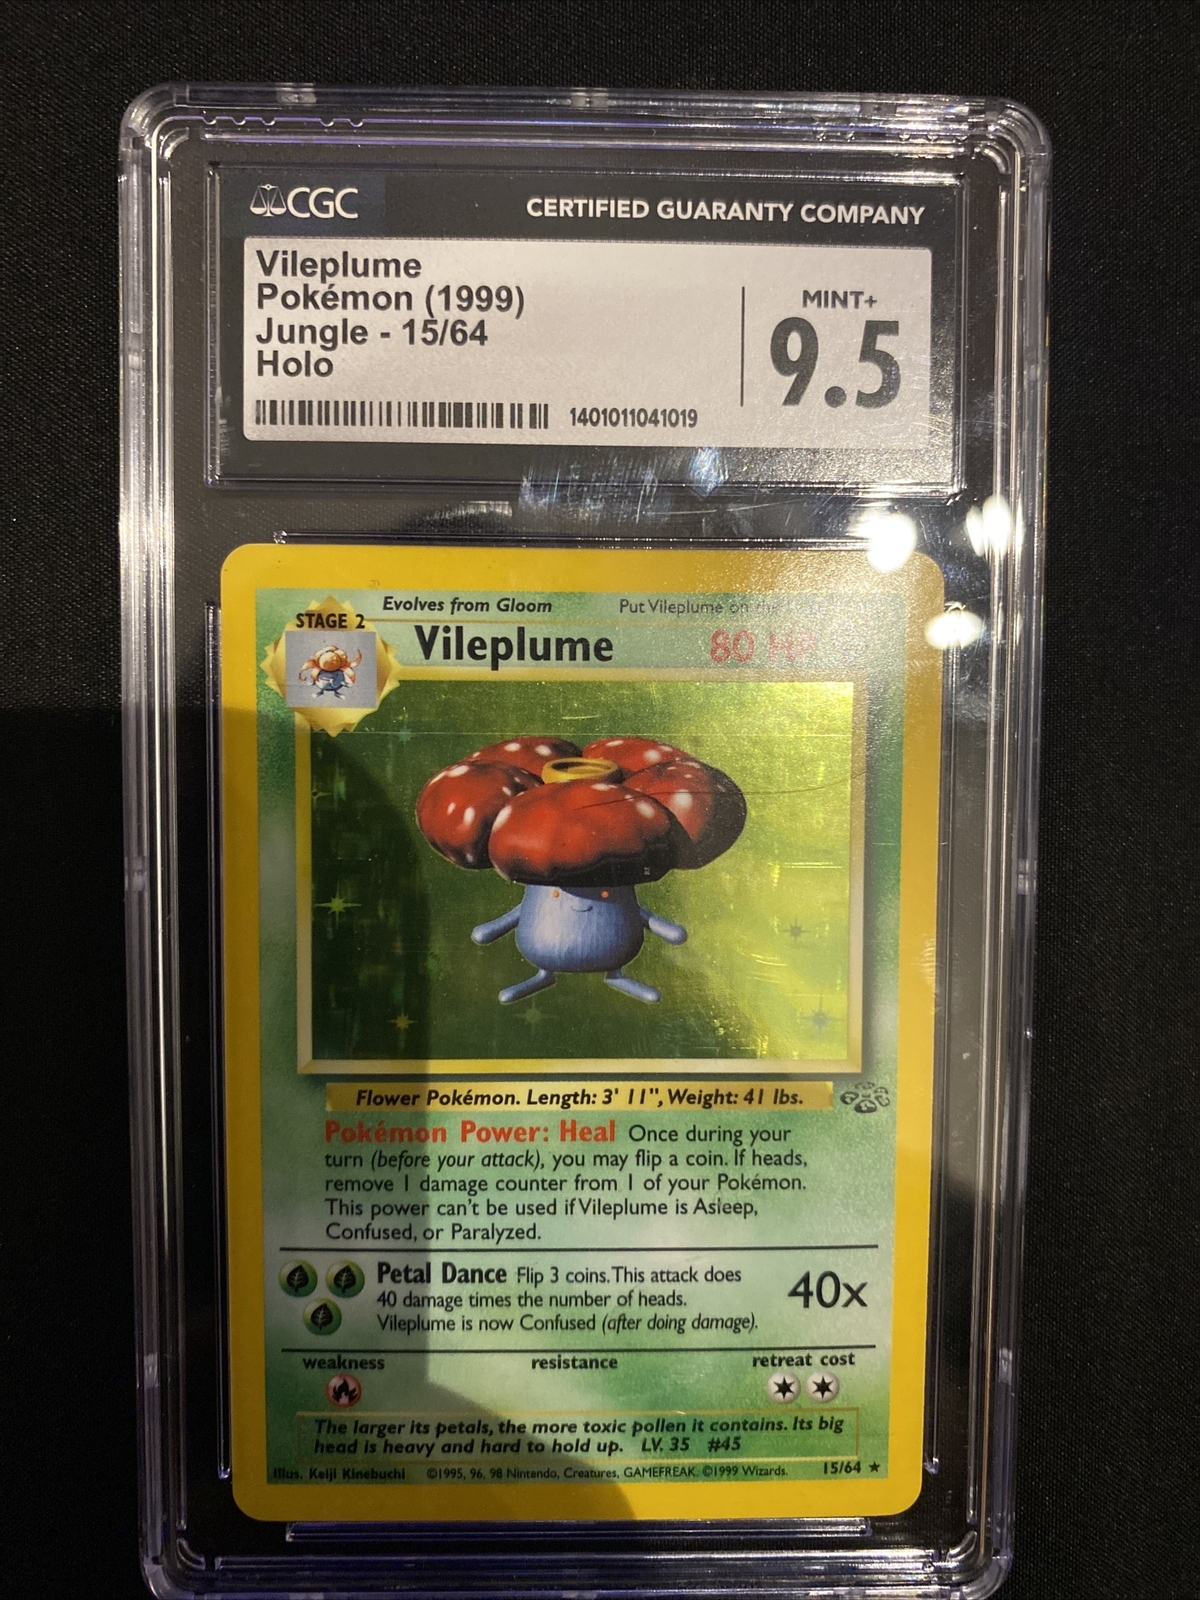 CGC
CERTIFIED GUARANTY COMPANY
Vileplume
Pokémon (1999)
Jungle - 15/64
Holo
MINT+
9.5
1401011041019
Evolves from Gloom Put Vileplume on the
STAGE 2
Vileplume 80 HP
Flower Pokémon. Length: 3' 11", Weight: 41 lbs.
Pokémon Power: Heal Once during your
turn (before your attack), you may flip a coin. If heads,
remove 1 damage counter from 1 of your Pokémon.
This power can't be used if Vileplume is Asleep,
Confused, or Paralyzed.
Petal Dance Flip 3 coins. This attack does
40 damage times the number of heads.
Vileplume is now Confused (after doing damage).
40x
weakness resistance retreat cost
The larger its petals, the more toxic pollen it contains. Its big
head is heavy and hard to hold up. LV. 35 #45
Illus. Keiji Kinebuchi ©1995, 96, 98 Nintendo, Creatures, GAMEFREAK. ©1999 Wizards. 15/64 ★